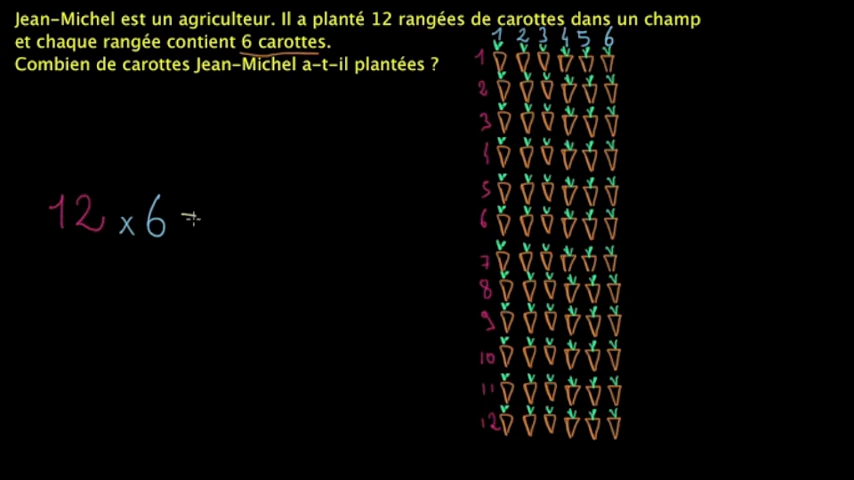 Jean-Michel est un agriculteur. Il a planté 12 rangées de carottes dans un champ
et chaque rangée contient 6 carottes.
Combien de carottes Jean-Michel a-t-il plantées ?
1 2 3 4 5 6
1
2
3
4
5
6
7
8
9
10
11
12
12 x 6 =